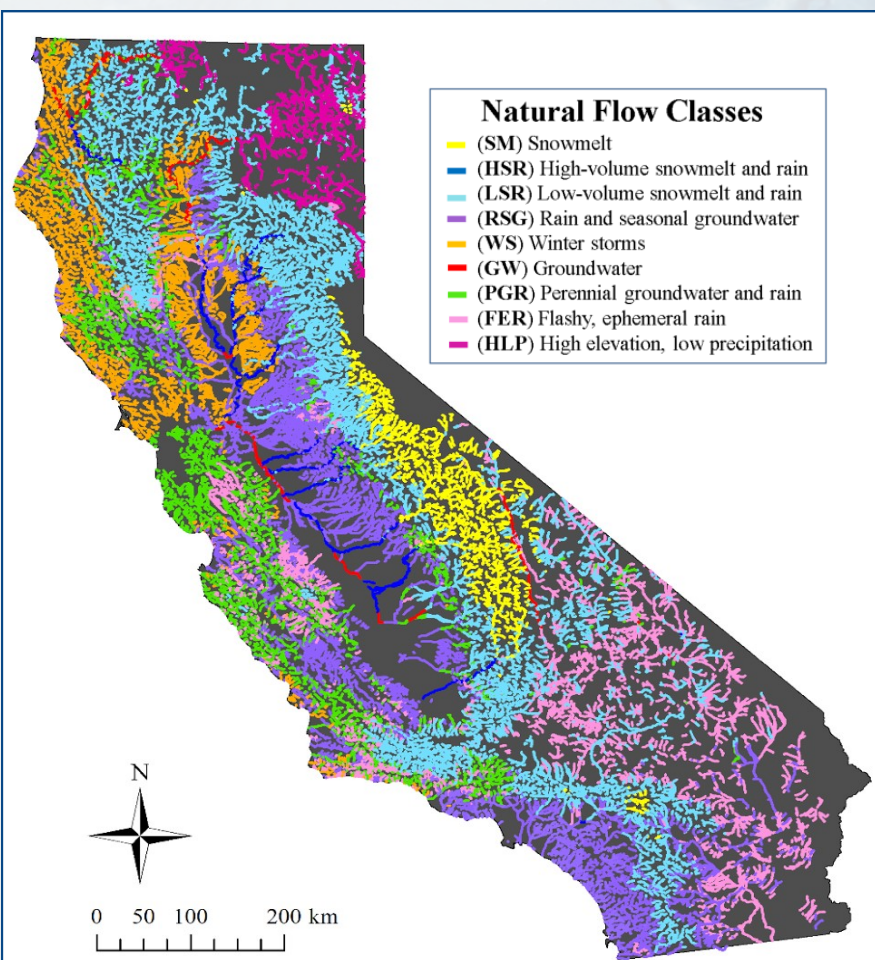 Natural Flow Classes
(SM) Snowmelt
(HSR) High-volume snowmelt and rain
(LSR) Low-volume snowmelt and rain
(RSG) Rain and seasonal groundwater
(WS) Winter storms
(GW) Groundwater
(PGR) Perennial groundwater and rain
(FER) Flashy, ephemeral rain
(HLP) High elevation, low precipitation
N
0 50 100 200 km